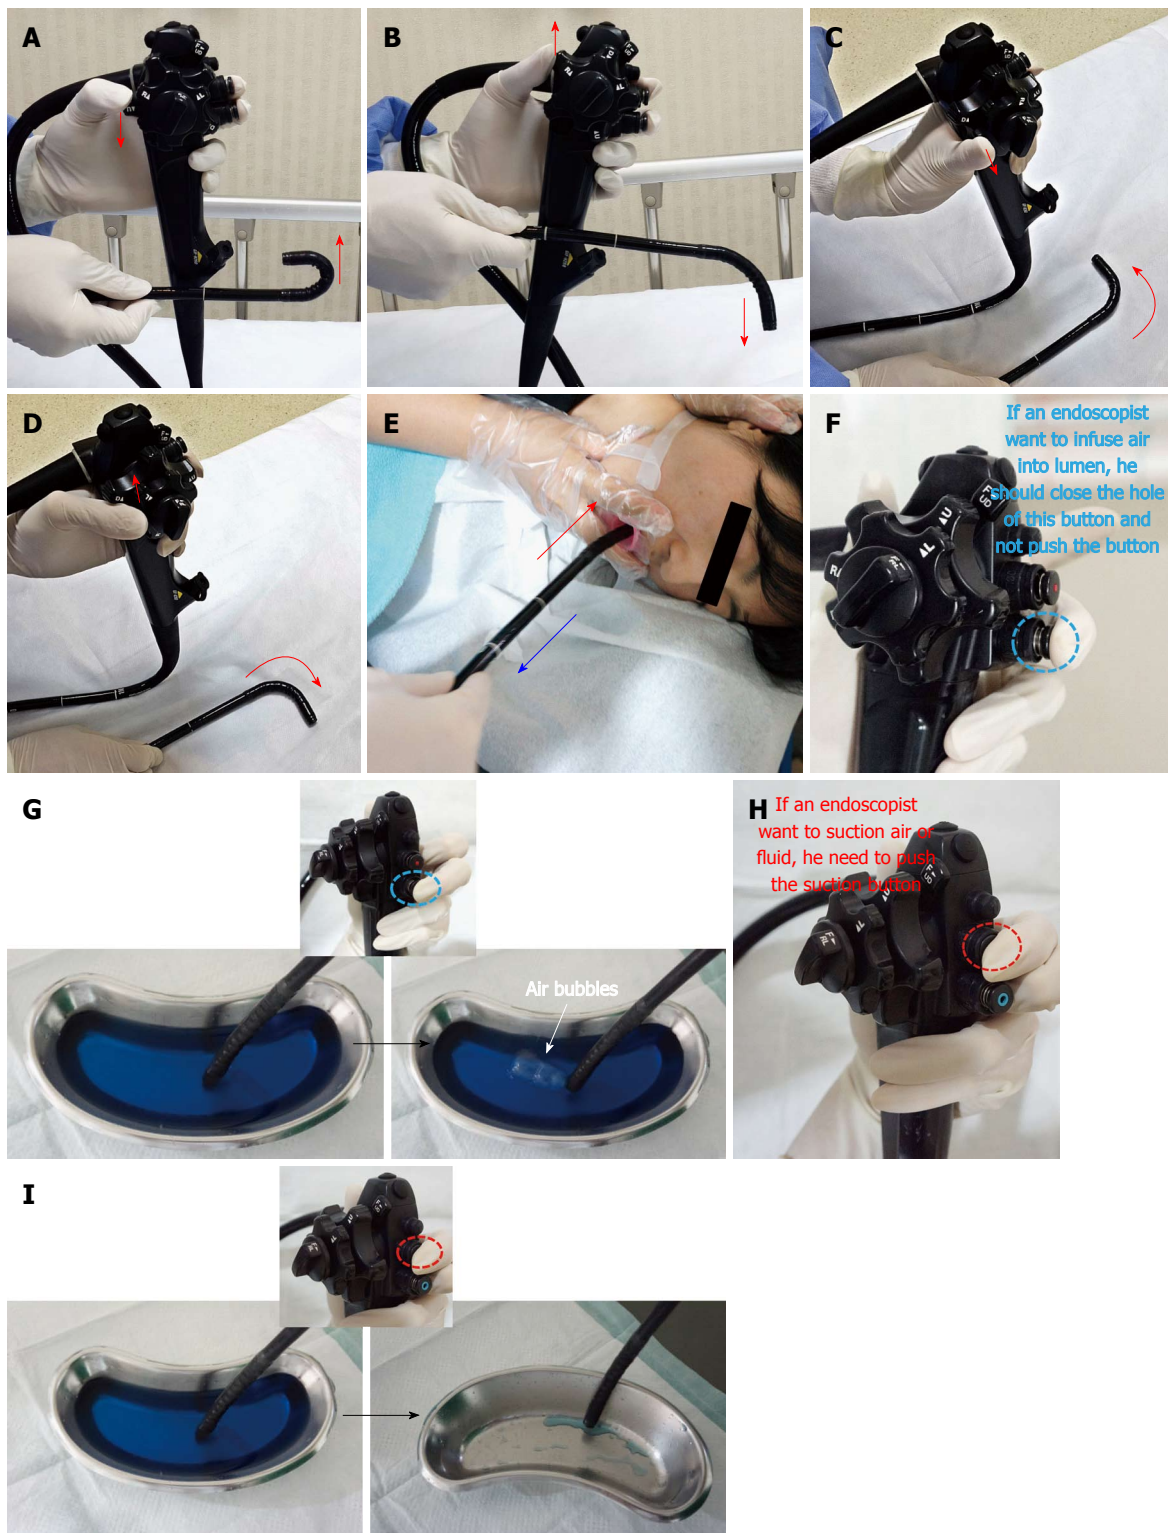 A
B
C
D
E
F
If an endoscopist
want to infuse air
into lumen, he
should close the hole
of this button and
not push the button
G
Air bubbles
H
If an endoscopist
want to suction air or
fluid, he need to push
the suction button
I